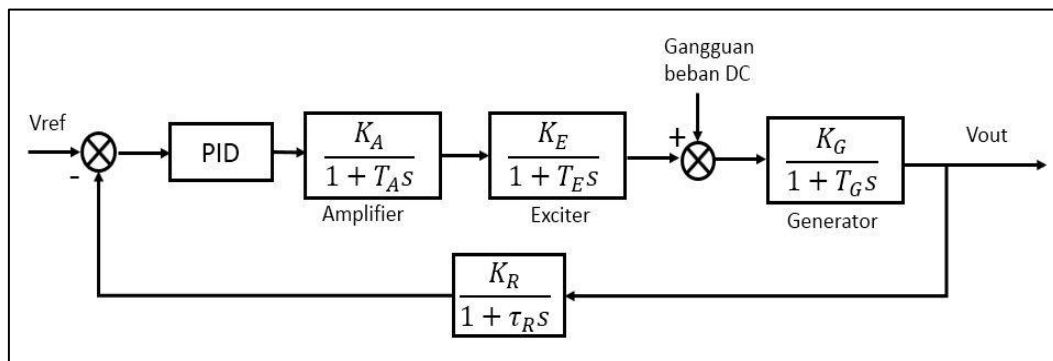 Gangguan
beban DC
Vref
-
PID
K_A
1 + T_A s
Amplifier
K_E
1 + T_E s
Exciter
+
K_G
1 + T_G s
Generator
Vout
K_R
1 + τ_R s